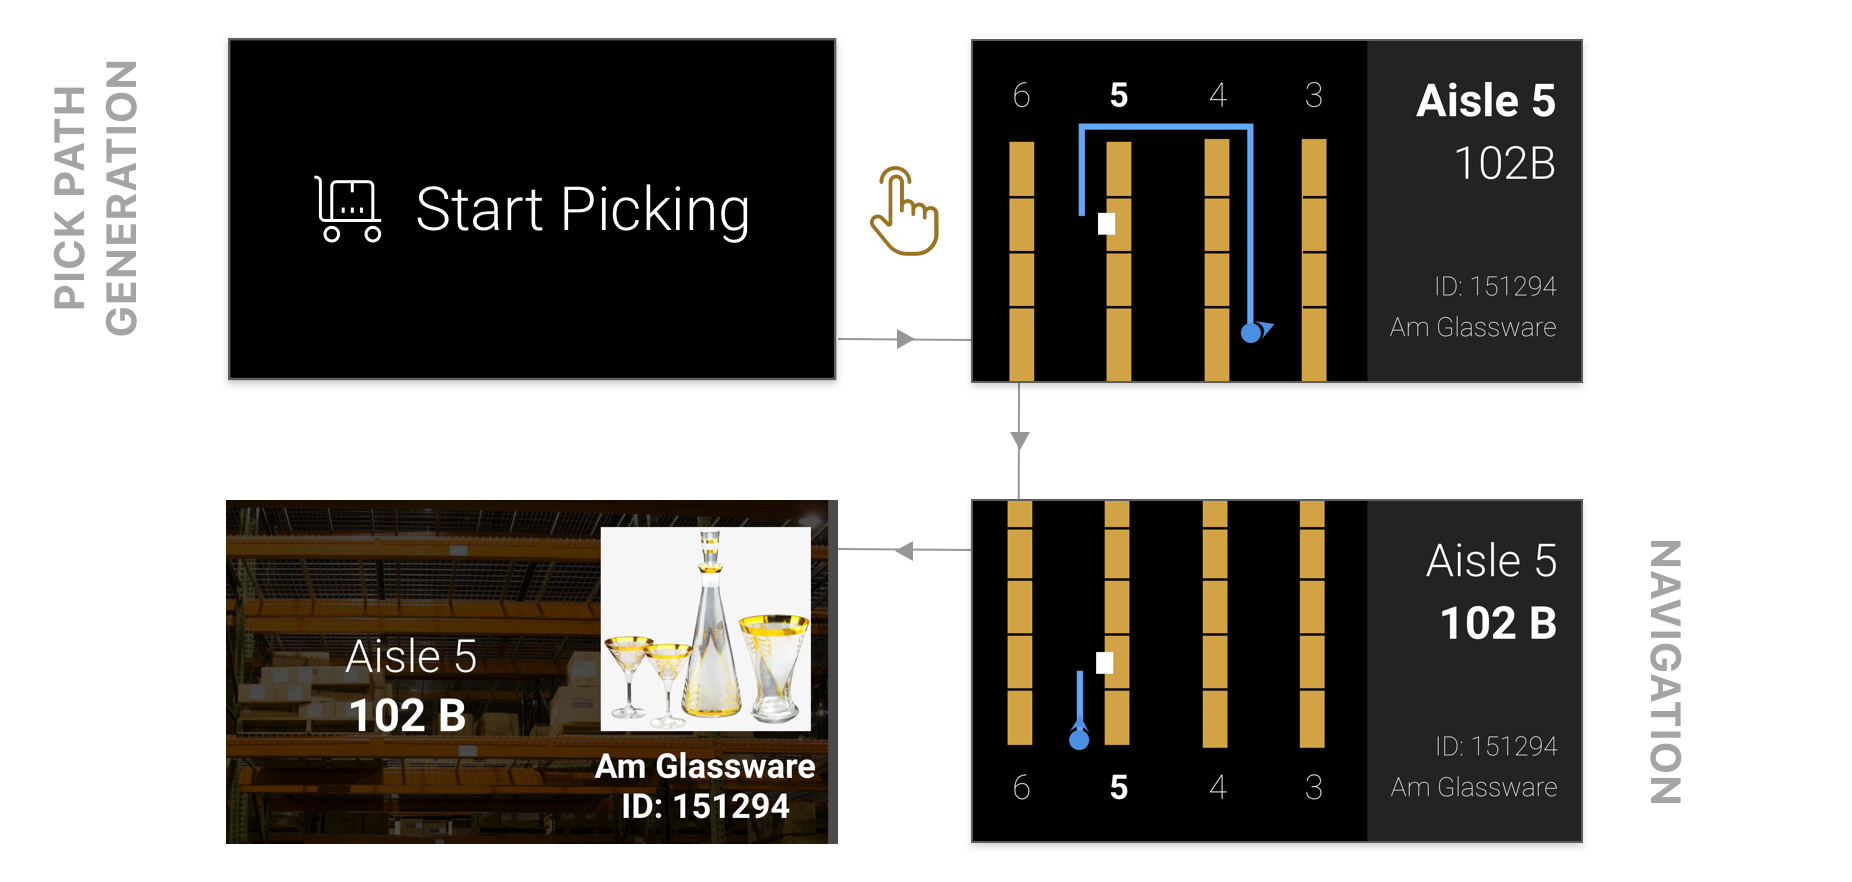 PICK PATH
GENERATION
Start Picking
6 5 4 3
Aisle 5
102B
ID: 151294
Am Glassware
Aisle 5
102 B
ID: 151294
Am Glassware
6 5 4 3
NAVIGATION
Aisle 5
102 B
Am Glassware
ID: 151294